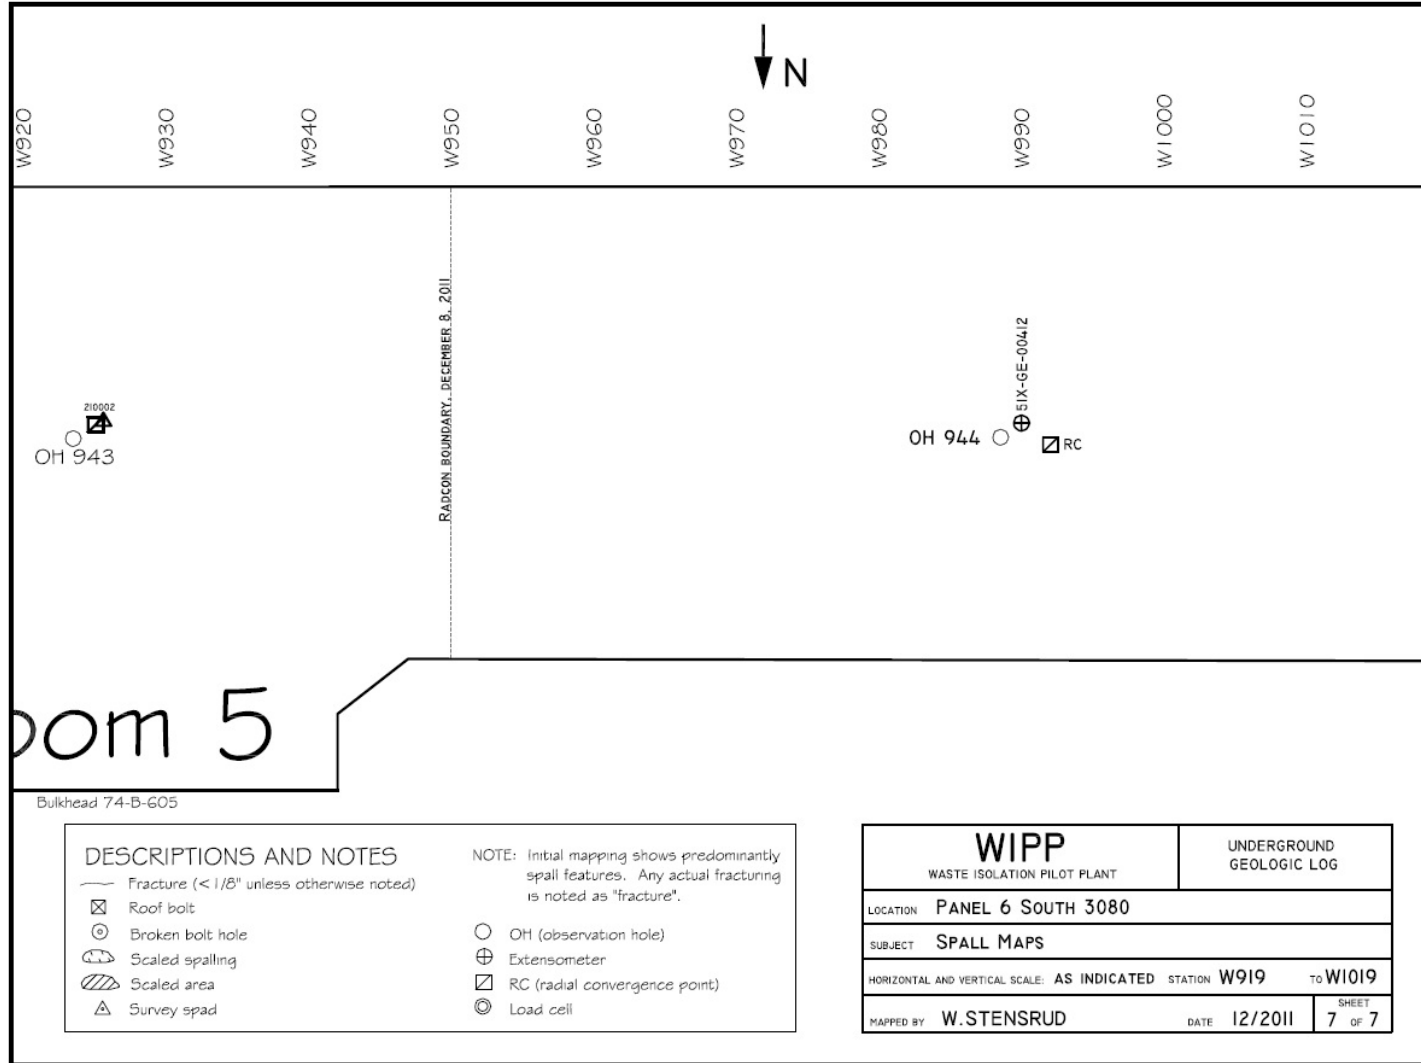 N
W920
W930
W940
W950
W960
W970
W980
W990
W1000
W1010
RADCON BOUNDARY, DECEMBER 8, 2011
51X-GE-00412
210002
OH 943
OH 944
RC
oom 5
Bulkhead 74-B-605
DESCRIPTIONS AND NOTES
Fracture (< 1/8" unless otherwise noted)
Roof bolt
Broken bolt hole
Scaled spalling
Scaled area
Survey spad
NOTE: Initial mapping shows predominantly
spall features. Any actual fracturing
is noted as "fracture".
OH (observation hole)
Extensometer
RC (radial convergence point)
Load cell
WIPP
WASTE ISOLATION PILOT PLANT
UNDERGROUND
GEOLOGIC LOG
LOCATION PANEL 6 SOUTH 3080
SUBJECT SPALL MAPS
HORIZONTAL AND VERTICAL SCALE: AS INDICATED STATION W919 TO W1019
MAPPED BY W.STENSRUD DATE 12/2011
SHEET
7 OF 7